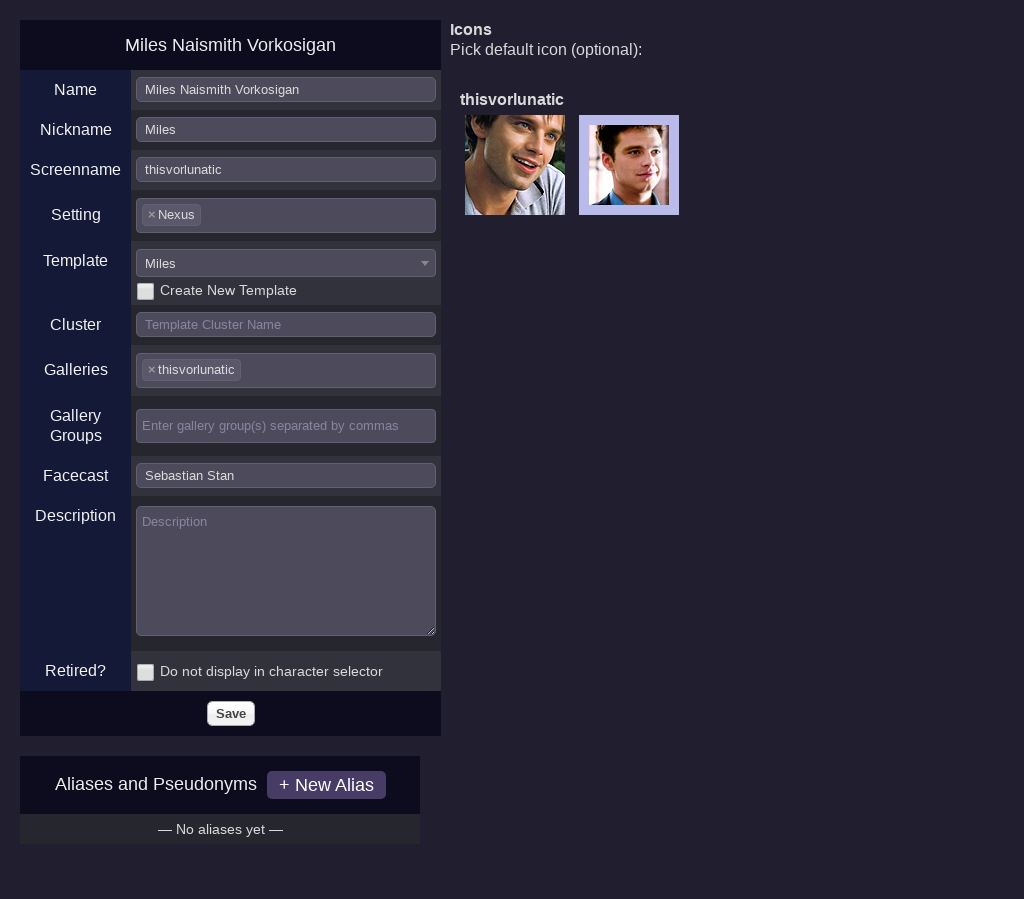 Miles Naismith Vorkosigan
Name
Miles Naismith Vorkosigan
Nickname
Miles
Screenname
thisvorlunatic
Setting
× Nexus
Template
Miles
Create New Template
Cluster
Template Cluster Name
Galleries
× thisvorlunatic
Gallery
Groups
Enter gallery group(s) separated by commas
Facecast
Sebastian Stan
Description
Description
Retired?
Do not display in character selector
Save
Aliases and Pseudonyms
+ New Alias
— No aliases yet —
Icons
Pick default icon (optional):
thisvorlunatic